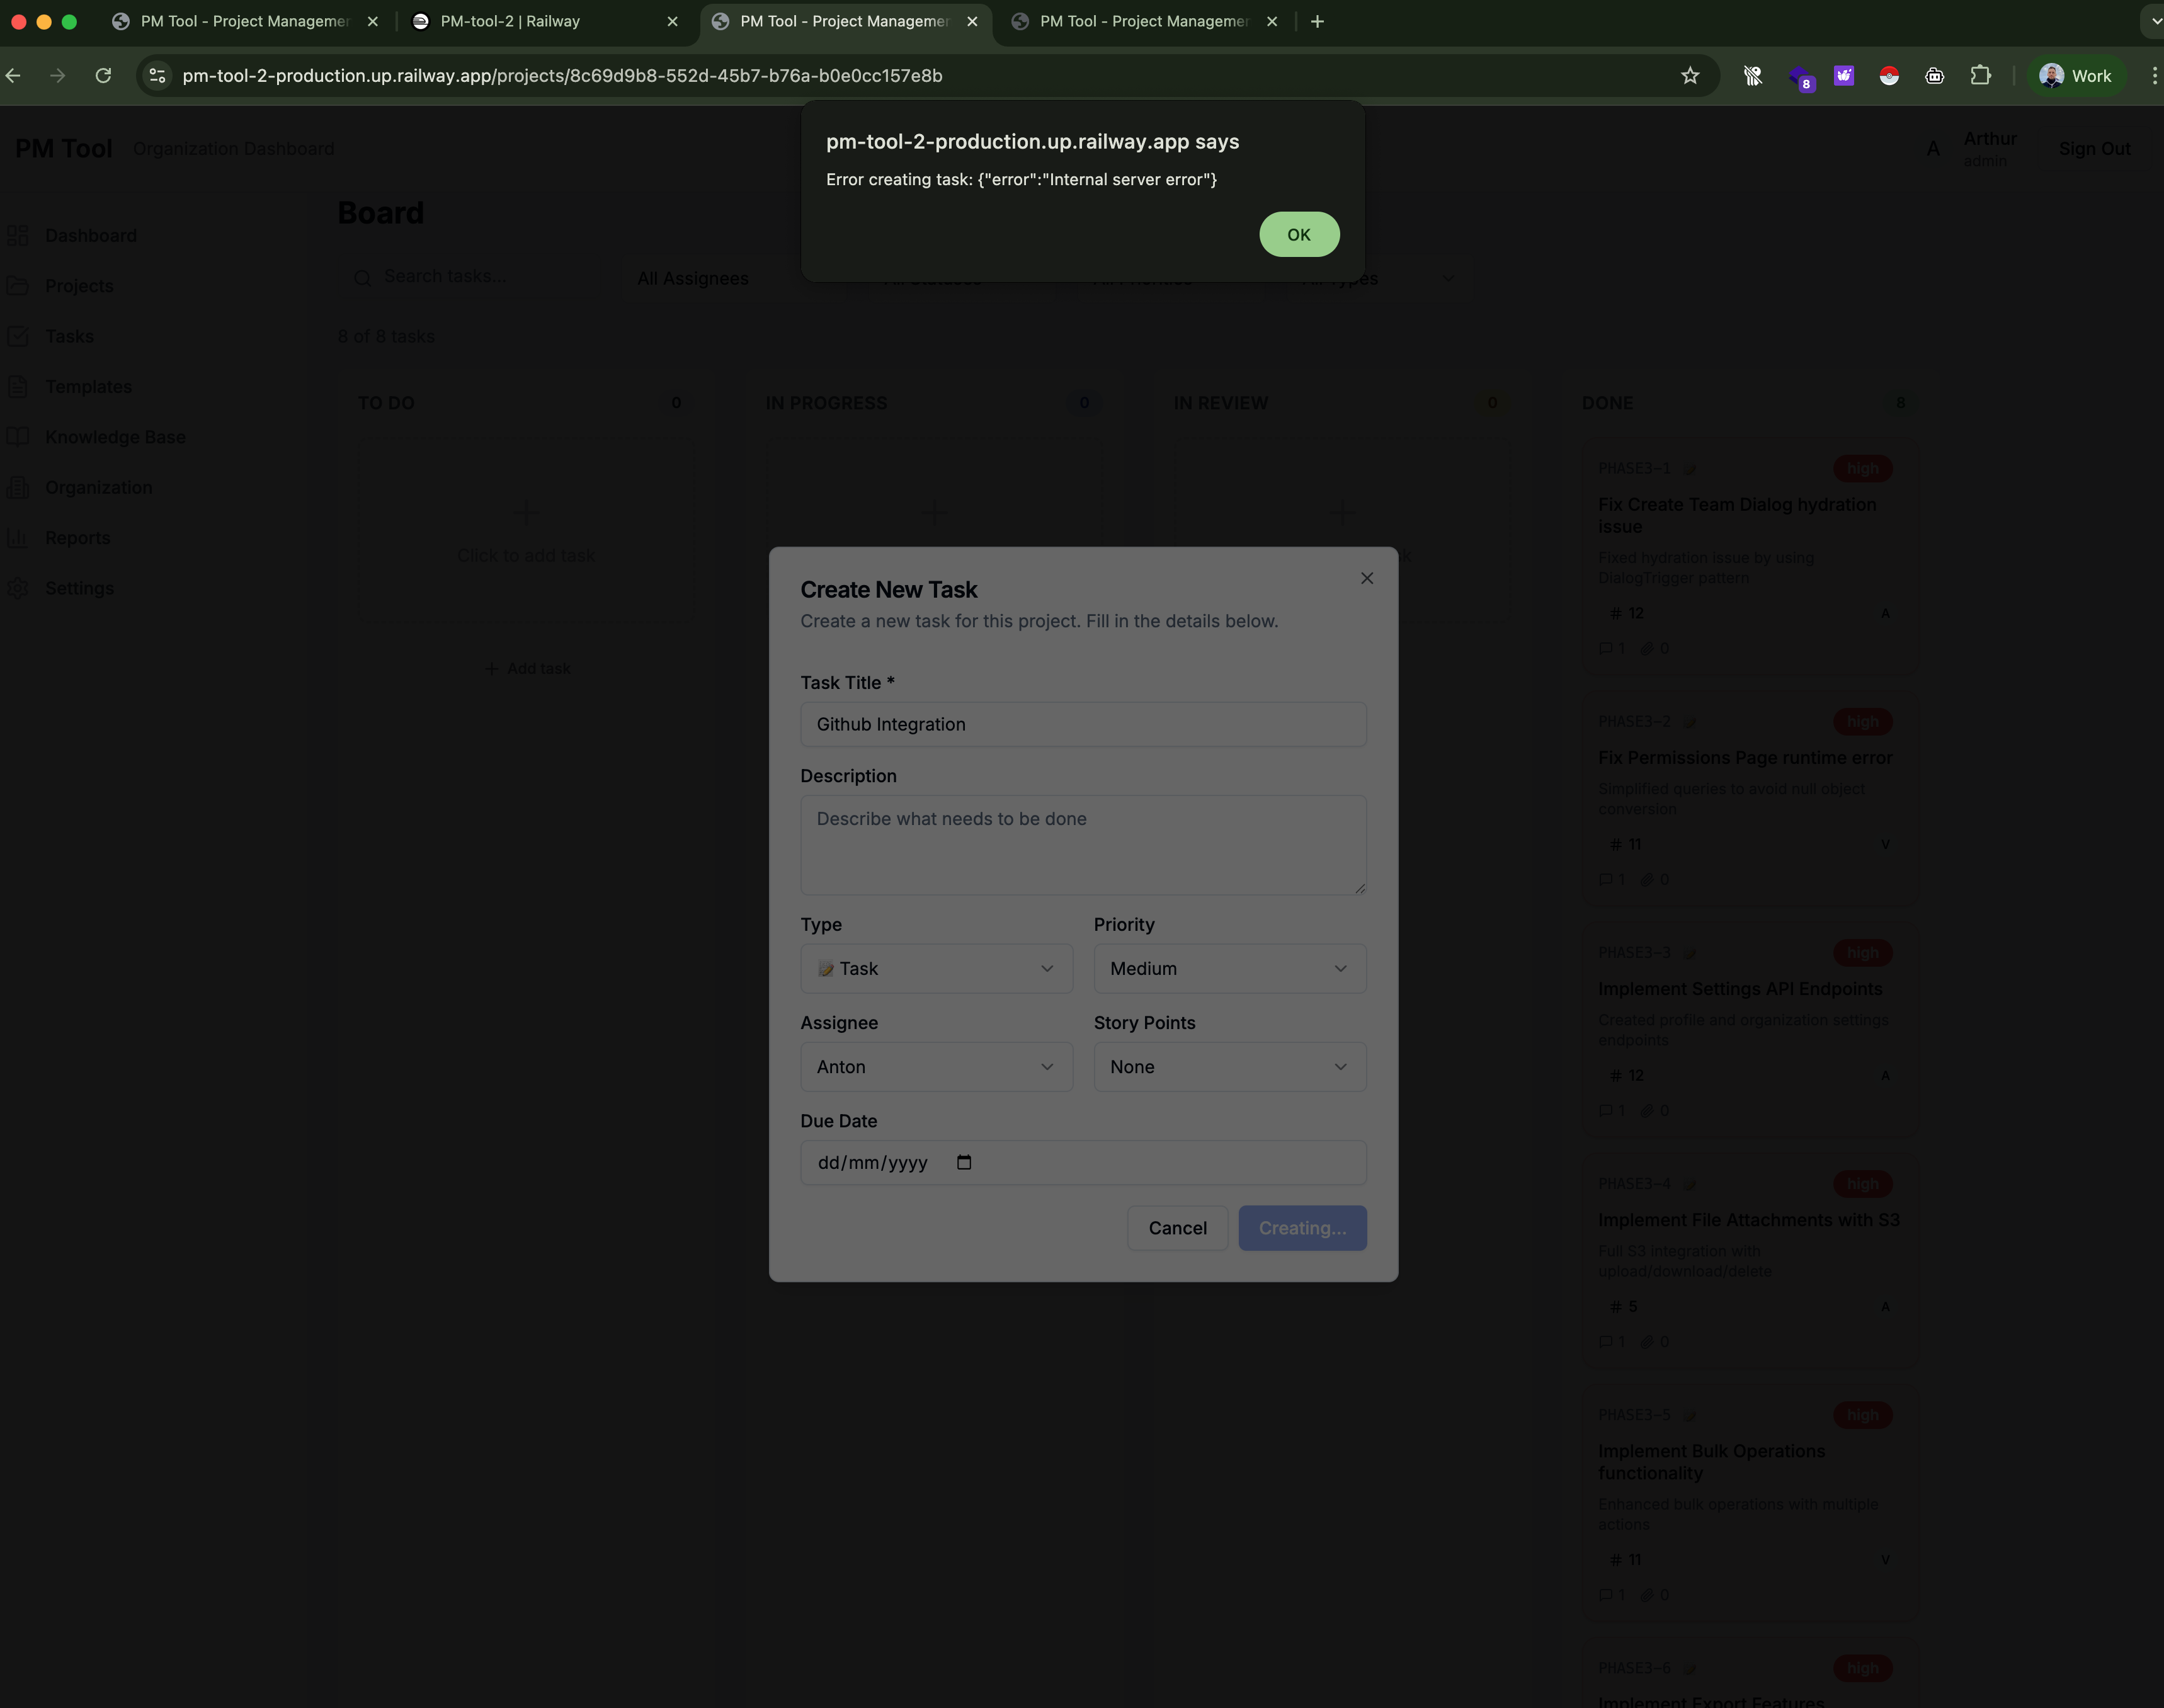 PM Tool - Project Managemen
PM-tool-2 | Railway
PM Tool - Project Managemen
PM Tool - Project Managemen
pm-tool-2-production.up.railway.app/projects/8c69d9b8-552d-45b7-b76a-b0e0cc157e8b
8
Work
pm-tool-2-production.up.railway.app says
Error creating task: {"error":"Internal server error"}
OK
PM Tool
Organization Dashboard
A
Arthur
admin
Sign Out
Dashboard
Projects
Tasks
Templates
Knowledge Base
Organization
Reports
Settings
Board
Search tasks...
All Assignees
8 of 8 tasks
TO DO
0
IN PROGRESS
0
IN REVIEW
0
DONE
8
Click to add task
+ Add task
Create New Task
Create a new task for this project. Fill in the details below.
Task Title *
Github Integration
Description
Describe what needs to be done
Type
Priority
Task
Medium
Assignee
Story Points
Anton
None
Due Date
dd/mm/yyyy
Cancel
Creating...
PHASE3-1
high
Fix Create Team Dialog hydration
issue
Fixed hydration issue by using
DialogTrigger pattern
# 12
A
1
0
PHASE3-2
high
Fix Permissions Page runtime error
Simplified queries to avoid null object
conversion
# 11
V
1
0
PHASE3-3
high
Implement Settings API Endpoints
Created profile and organization settings
endpoints
# 12
A
1
0
PHASE3-4
high
Implement File Attachments with S3
Full S3 integration with
upload/download/delete
# 5
A
1
0
PHASE3-5
high
Implement Bulk Operations
functionality
Enhanced bulk operations with multiple
actions
# 11
V
1
0
PHASE3-6
high
Implement Export Features